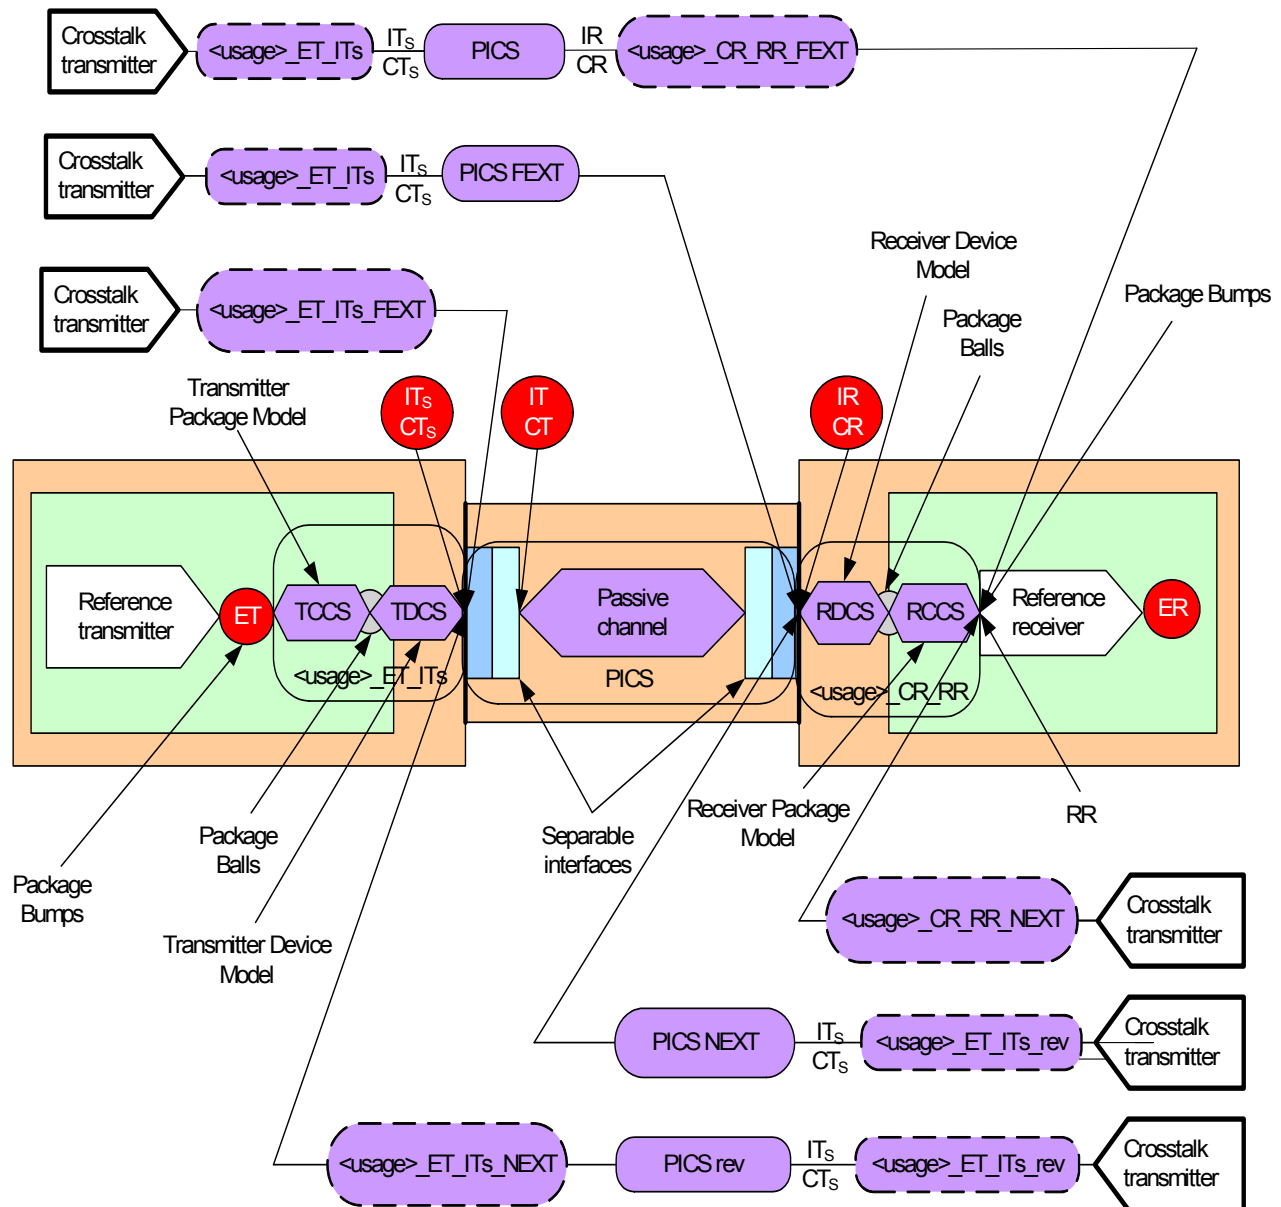 Crosstalk
transmitter
<usage>_ET_ITs
ITS
CTS
PICS
IR
CR
<usage>_CR_RR_FEXT
Crosstalk
transmitter
<usage>_ET_ITs
ITS
CTS
PICS FEXT
Crosstalk
transmitter
<usage>_ET_ITs_FEXT
Receiver Device
Model
Package
Balls
Package Bumps
Transmitter
Package Model
ITS
CTS
IT
CT
IR
CR
Reference
transmitter
ET
TCCS
TDCS
<usage>_ET_ITs
Passive
channel
PICS
RDCS
RCCS
<usage>_CR_RR
Reference
receiver
ER
Package
Bumps
Package
Balls
Transmitter Device
Model
Separable
interfaces
Receiver Package
Model
RR
<usage>_CR_RR_NEXT
Crosstalk
transmitter
PICS NEXT
ITS
CTS
<usage>_ET_ITs_rev
Crosstalk
transmitter
<usage>_ET_ITs_NEXT
PICS rev
ITS
CTS
<usage>_ET_ITs_rev
Crosstalk
transmitter